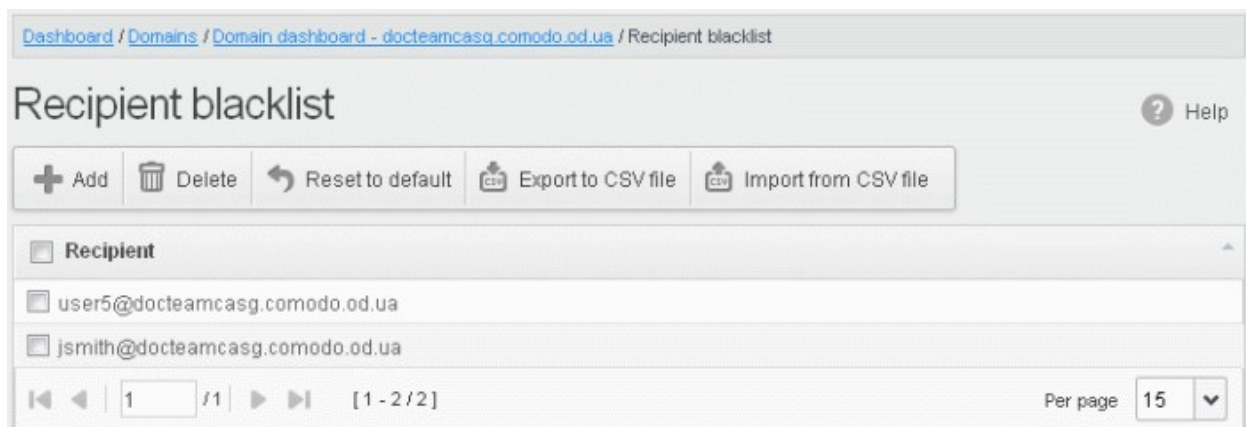 Dashboard / Domains / Domain dashboard - docteamcasg.comodo.od.ua / Recipient blacklist
Recipient blacklist
Help
Add Delete Reset to default CSV Export to CSV file CSV Import from CSV file
Recipient
user5@docteamcasg.comodo.od.ua
jsmith@docteamcasg.comodo.od.ua
1 /1 [1 - 2 / 2] Per page 15